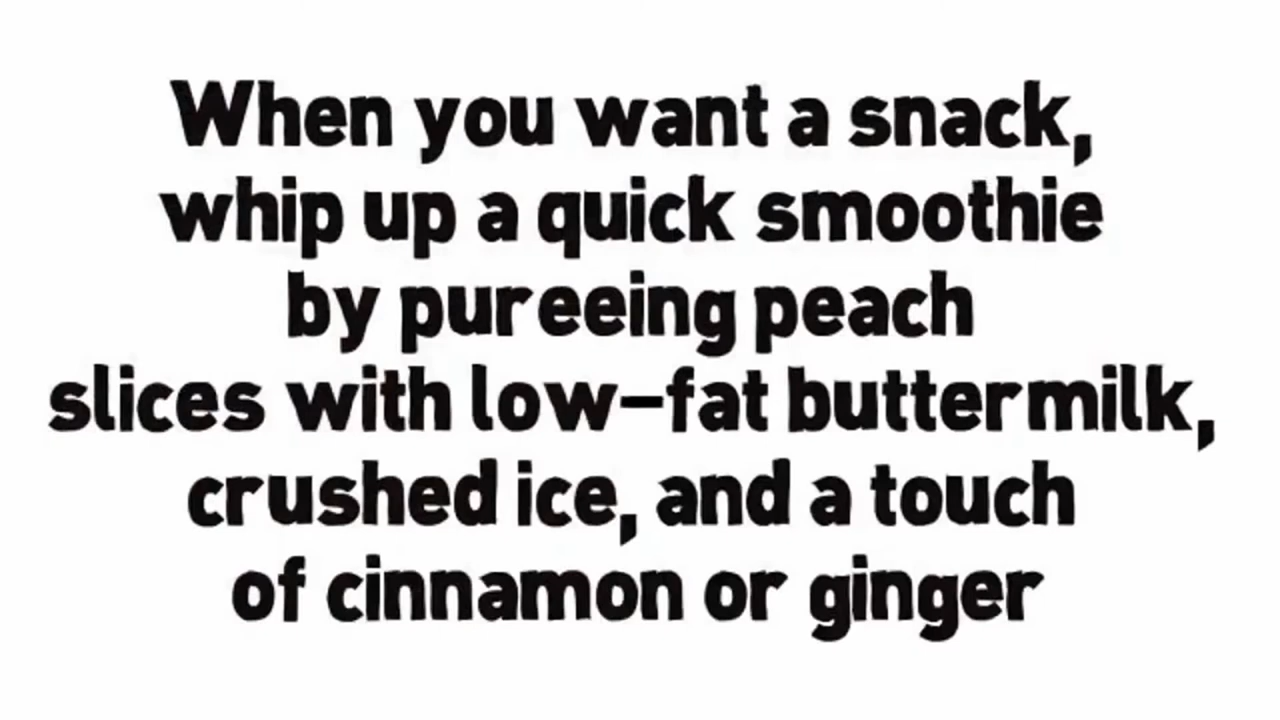 When you want a snack,
whip up a quick smoothie
by pureeing peach
slices with low-fat buttermilk,
crushed ice, and a touch
of cinnamon or ginger